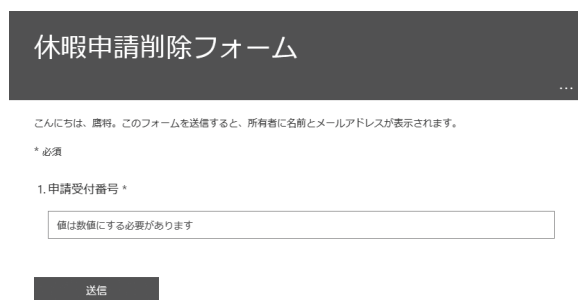 休暇申請削除フォーム
...
こんにちは、鷹将。このフォームを送信すると、所有者に名前とメールアドレスが表示されます。
* 必須
1. 申請受付番号 *
値は数値にする必要があります
送信